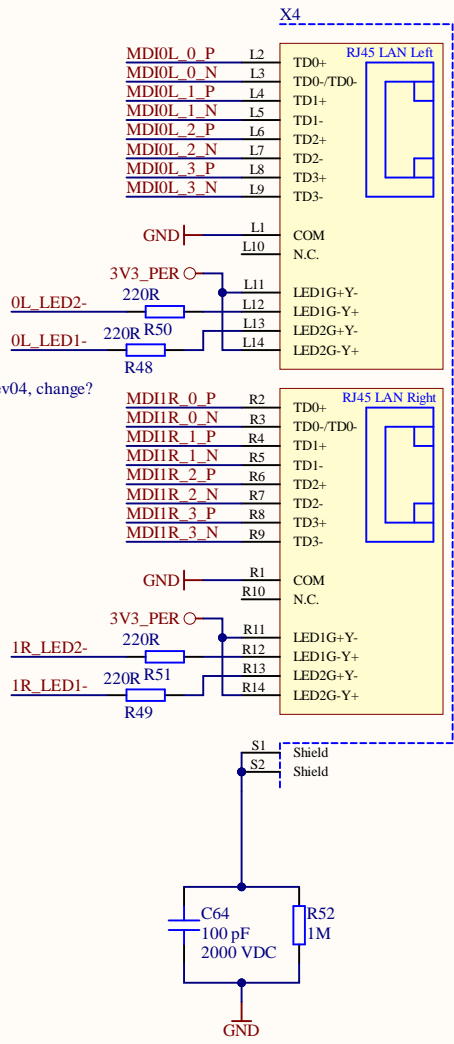 X4
MDI0L_0_P L2 TD0+ RJ45 LAN Left
MDI0L_0_N L3 TD0-/TD0-
MDI0L_1_P L4 TD1+
MDI0L_1_N L5 TD1-
MDI0L_2_P L6 TD2+
MDI0L_2_N L7 TD2-
MDI0L_3_P L8 TD3+
MDI0L_3_N L9 TD3-
GND L1 COM
L10 N.C.
3V3_PER
L11 LED1G+Y-
0L_LED2- 220R R50 L12 LED1G-Y+
L13 LED2G+Y-
0L_LED1- 220R R48 L14 LED2G-Y+
ev04, change?
MDI1R_0_P R2 TD0+ RJ45 LAN Right
MDI1R_0_N R3 TD0-/TD0-
MDI1R_1_P R4 TD1+
MDI1R_1_N R5 TD1-
MDI1R_2_P R6 TD2+
MDI1R_2_N R7 TD2-
MDI1R_3_P R8 TD3+
MDI1R_3_N R9 TD3-
GND R1 COM
R10 N.C.
3V3_PER
R11 LED1G+Y-
1R_LED2- 220R R51 R12 LED1G-Y+
R13 LED2G+Y-
1R_LED1- 220R R49 R14 LED2G-Y+
S1 Shield
S2 Shield
C64 R52
100 pF 1M
2000 VDC
GND